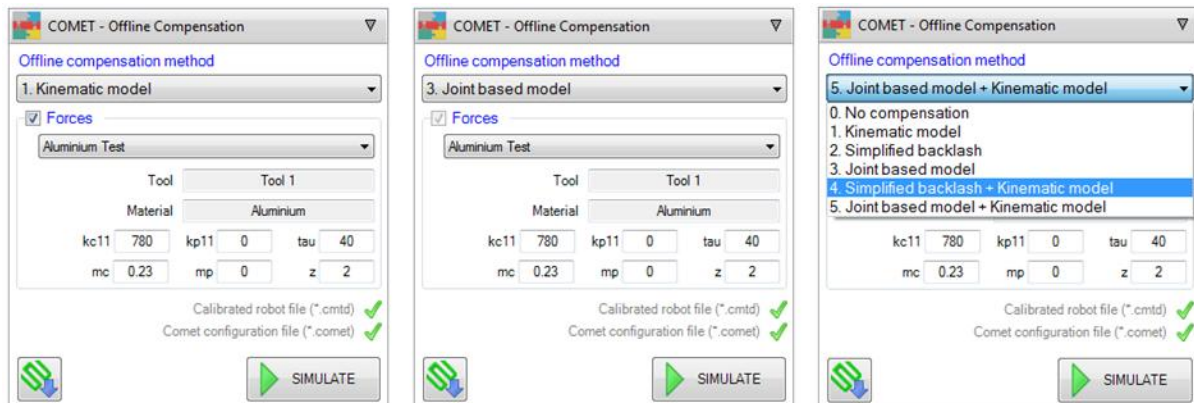 COMET - Offline Compensation
Offline compensation method
1. Kinematic model
Forces
Aluminium Test
Tool Tool 1
Material Aluminium
kc11 780 kp11 0 tau 40
mc 0.23 mp 0 z 2
Calibrated robot file (*.cmtd)
Comet configuration file (*.comet)
SIMULATE
COMET - Offline Compensation
Offline compensation method
3. Joint based model
Forces
Aluminium Test
Tool Tool 1
Material Aluminium
kc11 780 kp11 0 tau 40
mc 0.23 mp 0 z 2
Calibrated robot file (*.cmtd)
Comet configuration file (*.comet)
SIMULATE
COMET - Offline Compensation
Offline compensation method
5. Joint based model + Kinematic model
0. No compensation
1. Kinematic model
2. Simplified backlash
3. Joint based model
4. Simplified backlash + Kinematic model
5. Joint based model + Kinematic model
kc11 780 kp11 0 tau 40
mc 0.23 mp 0 z 2
Calibrated robot file (*.cmtd)
Comet configuration file (*.comet)
SIMULATE